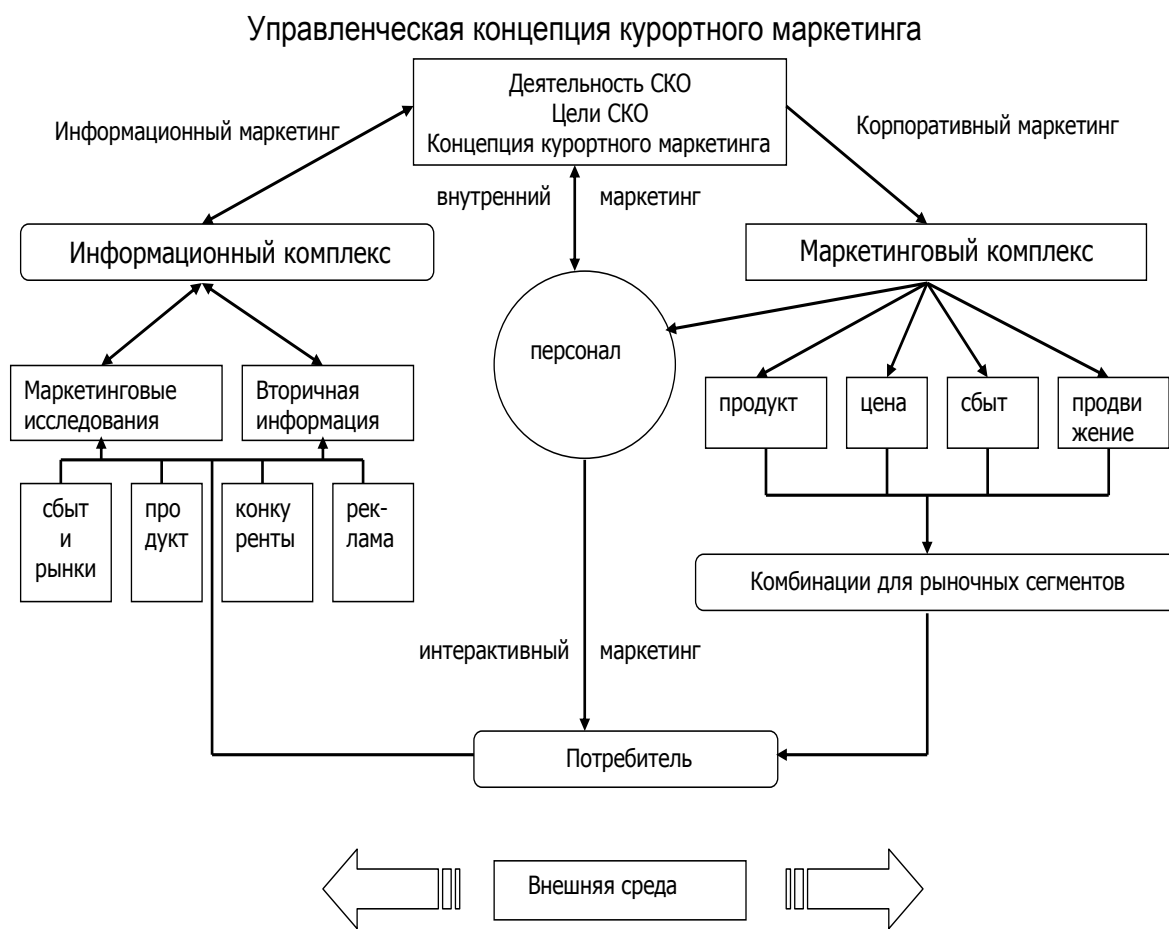 Управленческая концепция курортного маркетинга
Деятельность СКО
Цели СКО
Концепция курортного маркетинга
Информационный маркетинг
Корпоративный маркетинг
внутренний маркетинг
Информационный комплекс
Маркетинговый комплекс
персонал
Маркетинговые
исследования
Вторичная
информация
продукт
цена
сбыт
продви
жение
сбыт
и
рынки
про
дукт
конку
ренты
рек-
лама
Комбинации для рыночных сегментов
интерактивный маркетинг
Потребитель
Внешняя среда